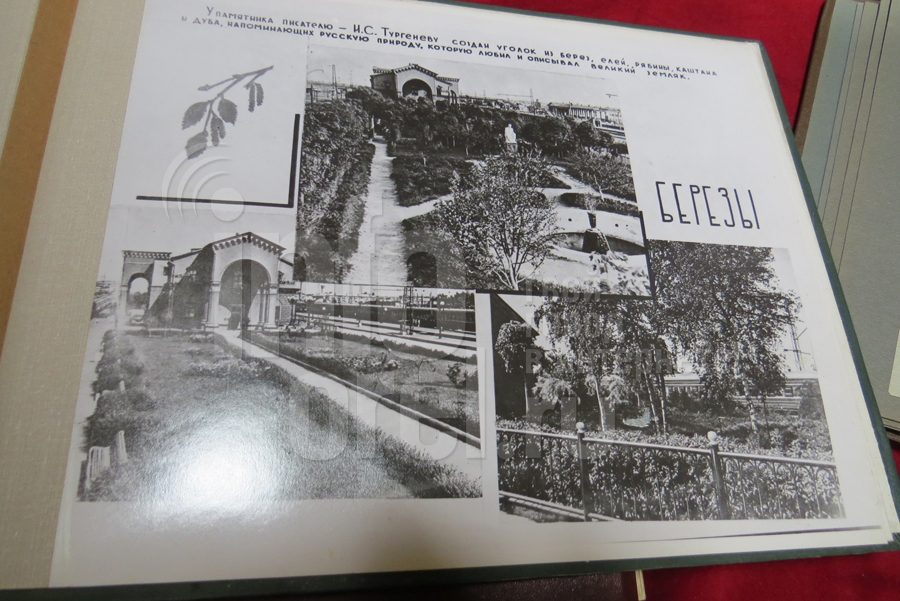 У памятника писателю – И.С. Тургеневу создан уголок из берёз, елей, рябины, каштана
и дуба, напоминающих русскую природу, которую любил и описывал великий земляк.
БЕРЕЗЫ